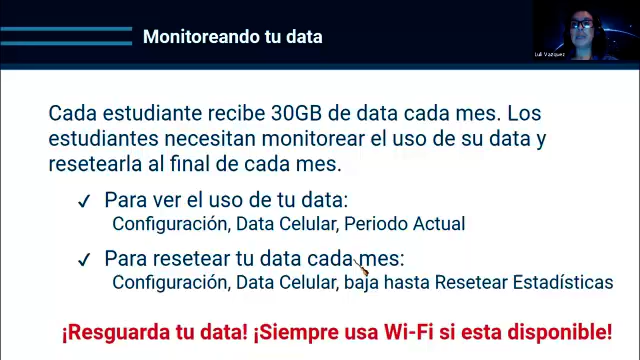 Monitoreando tu data
Luli Vazquez
Cada estudiante recibe 30GB de data cada mes. Los
estudiantes necesitan monitorear el uso de su data y
resetearla al final de cada mes.
✓ Para ver el uso de tu data:
Configuración, Data Celular, Periodo Actual
✓ Para resetear tu data cada mes:
Configuración, Data Celular, baja hasta Resetear Estadísticas
¡Resguarda tu data! ¡Siempre usa Wi-Fi si esta disponible!